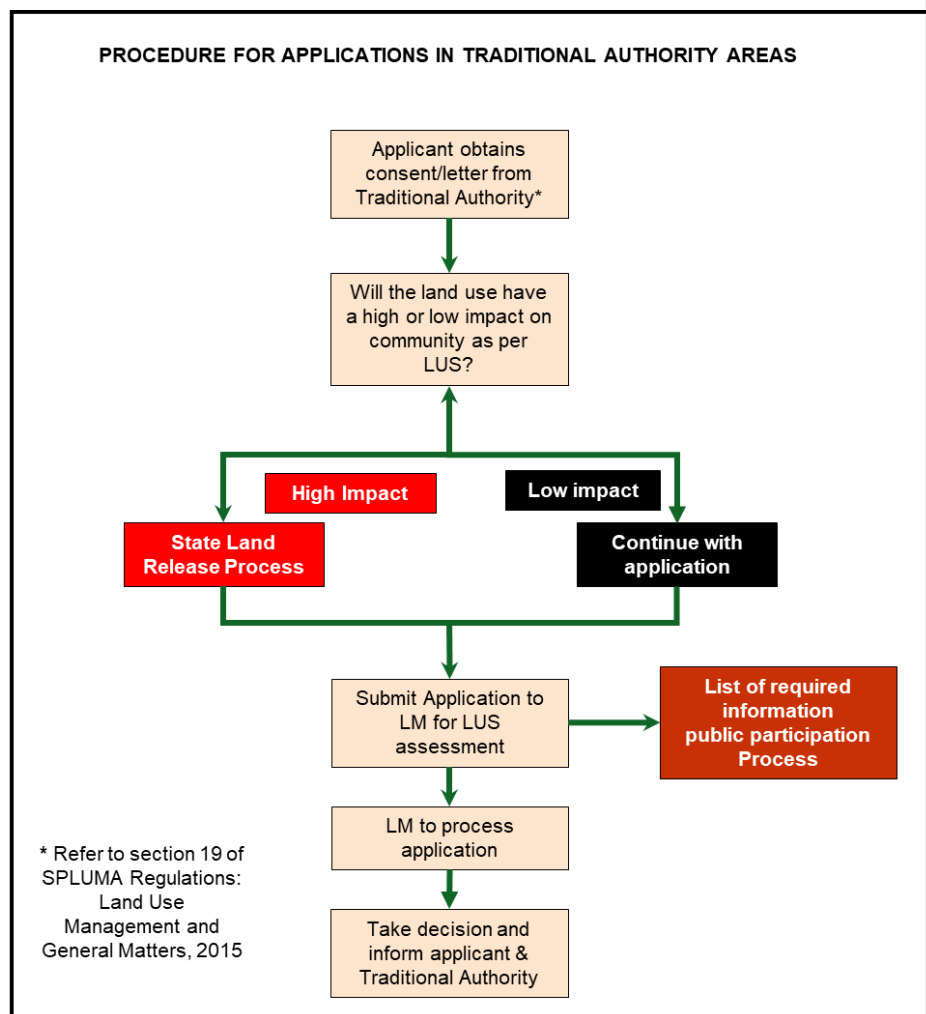 PROCEDURE FOR APPLICATIONS IN TRADITIONAL AUTHORITY AREAS
Applicant obtains
consent/letter from
Traditional Authority*
Will the land use have
a high or low impact on
community as per
LUS?
High Impact
Low impact
State Land
Release Process
Continue with
application
Submit Application to
LM for LUS
assessment
List of required
information
public participation
Process
LM to process
application
* Refer to section 19 of
SPLUMA Regulations:
Land Use
Management and
General Matters, 2015
Take decision and
inform applicant &
Traditional Authority